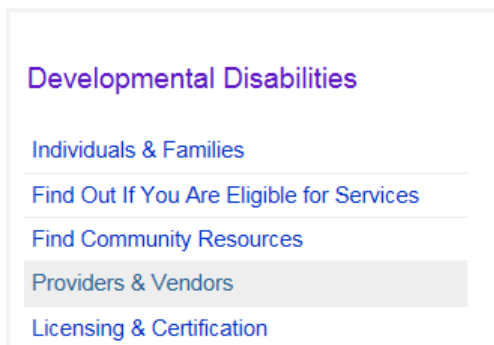 Developmental Disabilities
Individuals & Families
Find Out If You Are Eligible for Services
Find Community Resources
Providers & Vendors
Licensing & Certification